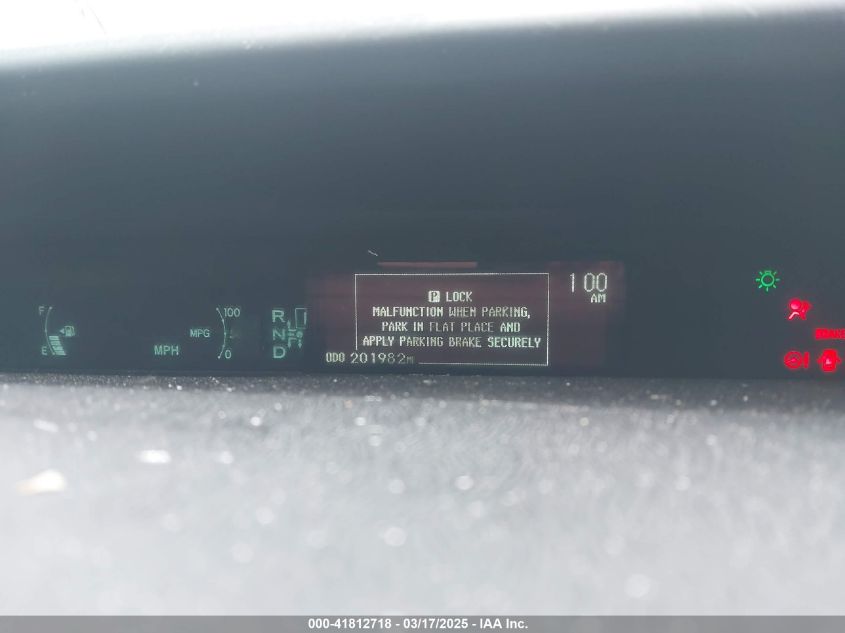 F
E
MPH
MPG
100
0
R
N
D
P LOCK
MALFUNCTION WHEN PARKING,
PARK IN FLAT PLACE AND
APPLY PARKING BRAKE SECURELY
ODO 201982m
1:00
AM
000-41812718 - 03/17/2025 - IAA Inc.